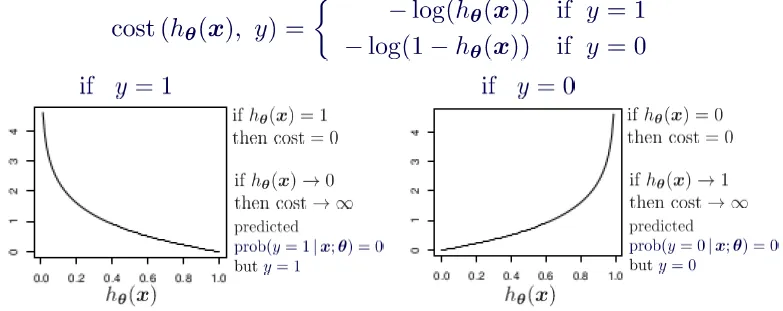 cost (hθ(x), y) = { −log(hθ(x)) if y = 1
−log(1 − hθ(x)) if y = 0
if y = 1
if hθ(x) = 1
then cost = 0
if hθ(x) → 0
then cost → ∞
predicted
prob(y = 1 | x; θ) = 0
but y = 1
4
3
2
1
0
0.0 0.2 0.4 0.6 0.8 1.0
hθ(x)
if y = 0
if hθ(x) = 0
then cost = 0
if hθ(x) → 1
then cost → ∞
predicted
prob(y = 0 | x; θ) = 0
but y = 0
4
3
2
1
0
0.0 0.2 0.4 0.6 0.8 1.0
hθ(x)